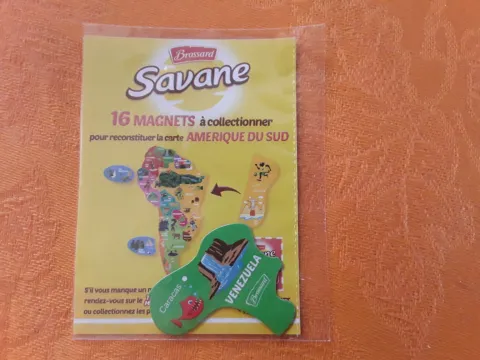 Brossard
Savane
16 MAGNETS à collectionner
pour reconstituer la carte AMERIQUE DU SUD
S'il vous manque un
rendez-vous sur le
ou collectionnez les
Caracas
VENEZUELA
Brossard